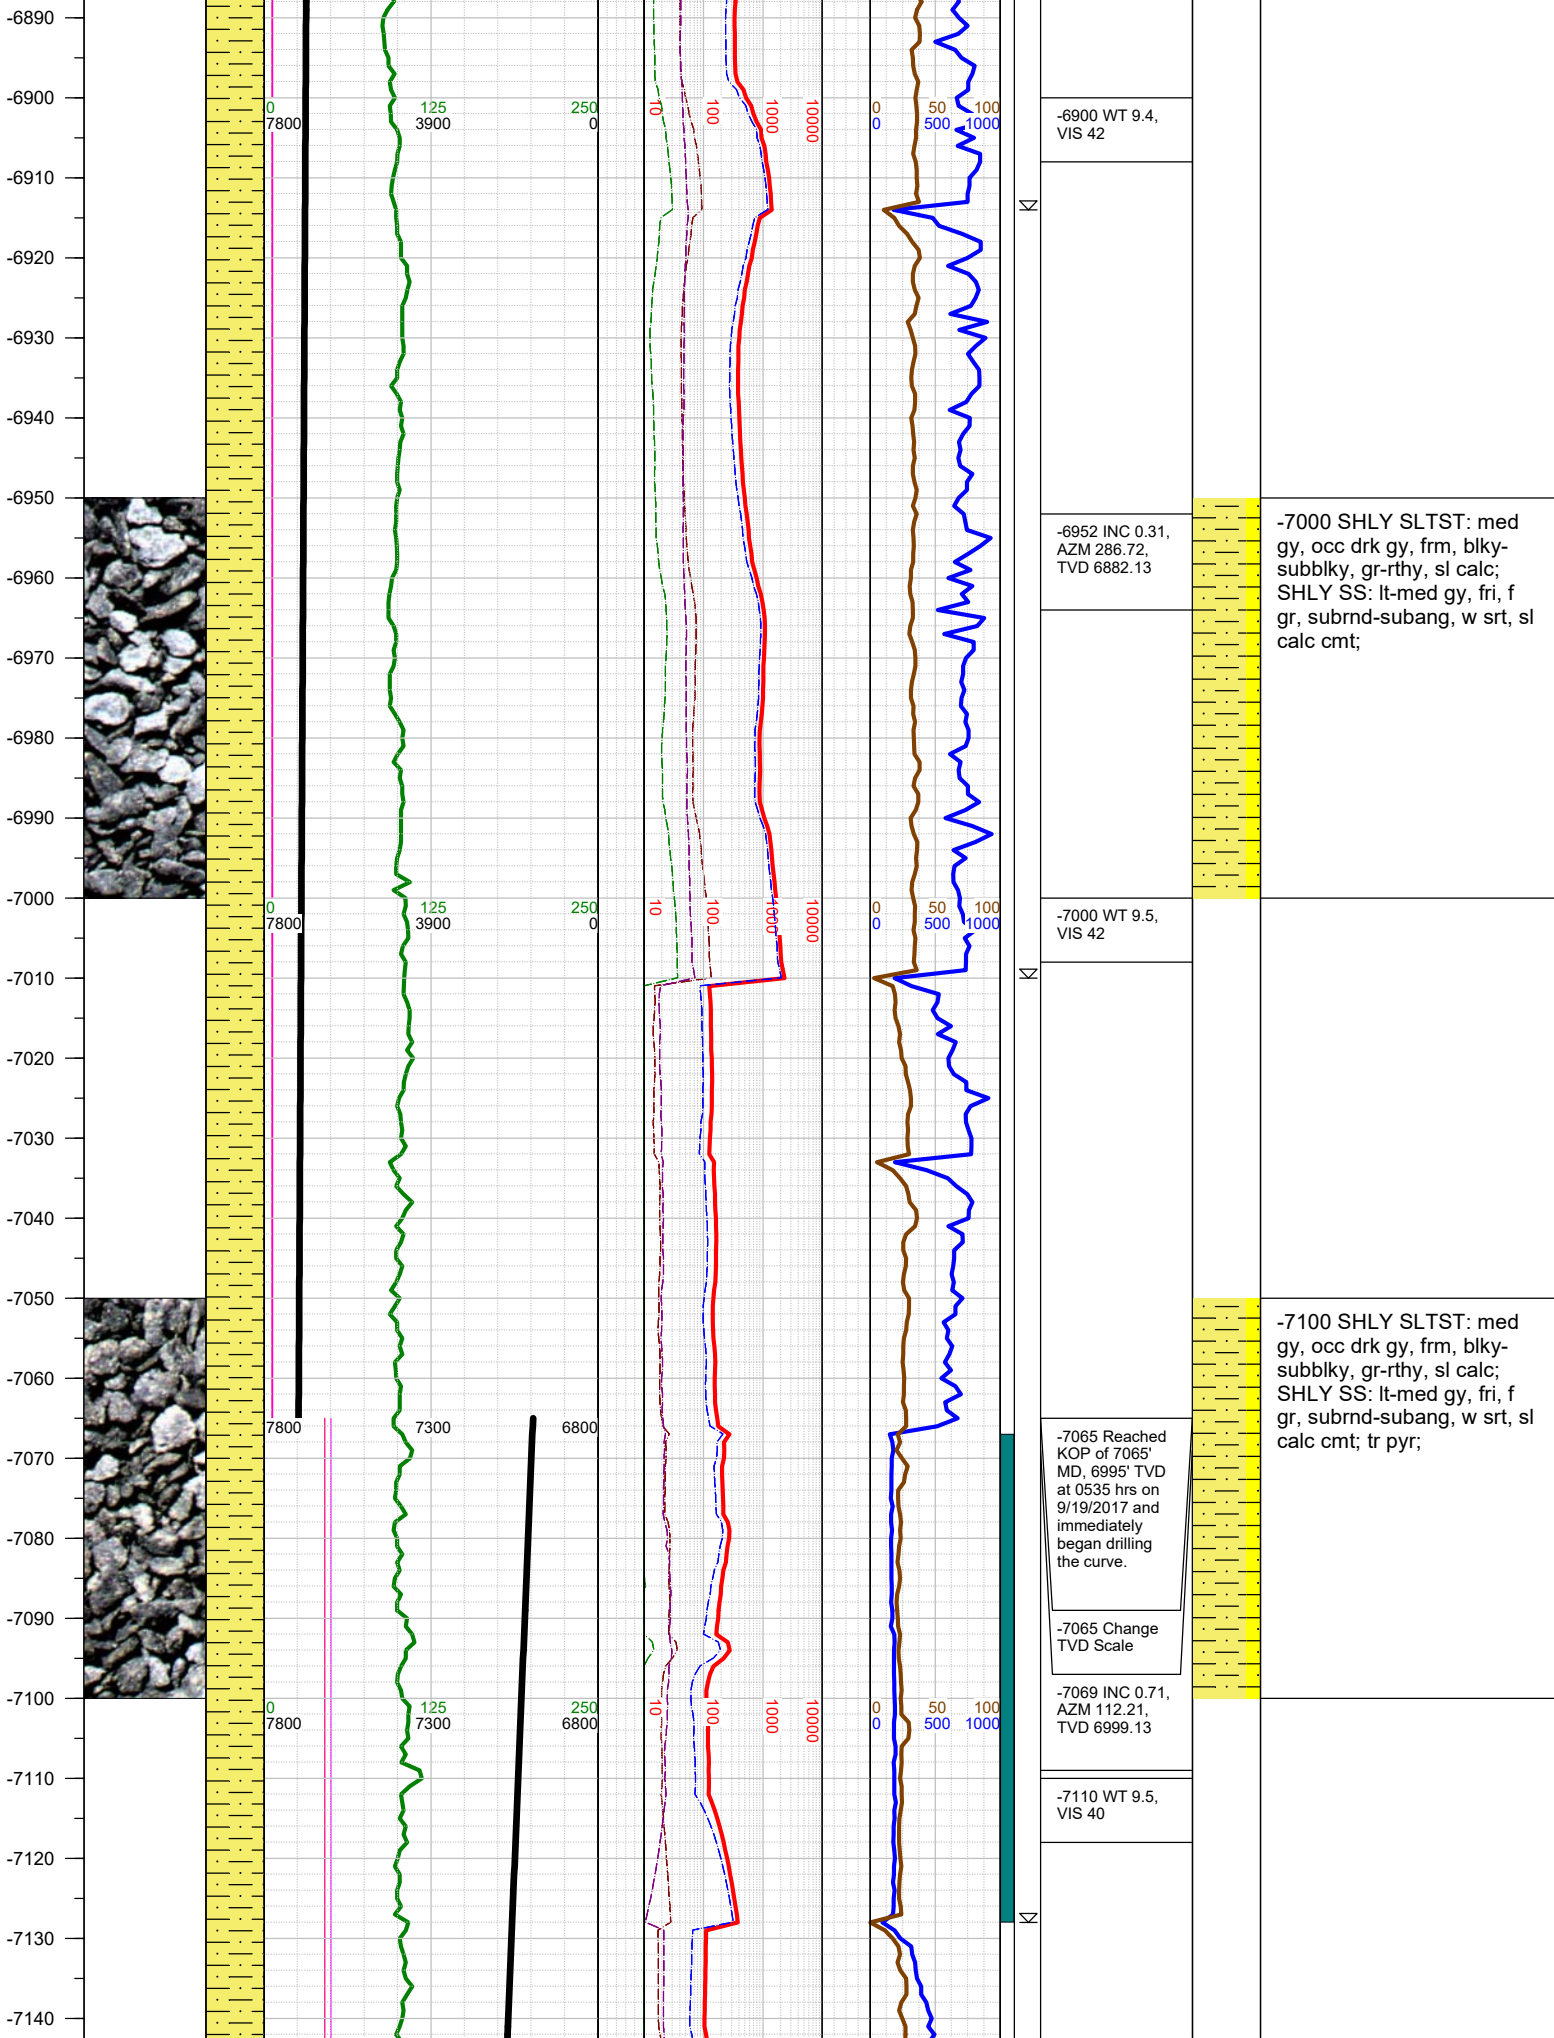 -6890
-6900
0 125 250
7800 3900 0
10 100 1000 10000
0 50 100
0 500 1000
-6900 WT 9.4,
VIS 42
-6910
-6920
-6930
-6940
-6950
-6952 INC 0.31,
AZM 286.72,
TVD 6882.13
-7000 SHLY SLTST: med
gy, occ drk gy, frm, blky-
subblky, gr-rthy, sl calc;
SHLY SS: lt-med gy, fri, f
gr, subrnd-subang, w srt, sl
calc cmt;
-6960
-6970
-6980
-6990
-7000
0 125 250
7800 3900 0
10 100 1000 10000
0 50 100
0 500 1000
-7000 WT 9.5,
VIS 42
-7010
-7020
-7030
-7040
-7050
-7100 SHLY SLTST: med
gy, occ drk gy, frm, blky-
subblky, gr-rthy, sl calc;
SHLY SS: lt-med gy, fri, f
gr, subrnd-subang, w srt, sl
calc cmt; tr pyr;
-7060
7800 7300 6800
-7065 Reached
KOP of 7065'
MD, 6995' TVD
at 0535 hrs on
9/19/2017 and
immediately
began drilling
the curve.
-7070
-7080
-7090
-7065 Change
TVD Scale
-7100
0 125 250
7800 7300 6800
10 100 1000 10000
0 50 100
0 500 1000
-7069 INC 0.71,
AZM 112.21,
TVD 6999.13
-7110
-7110 WT 9.5,
VIS 40
-7120
-7130
-7140